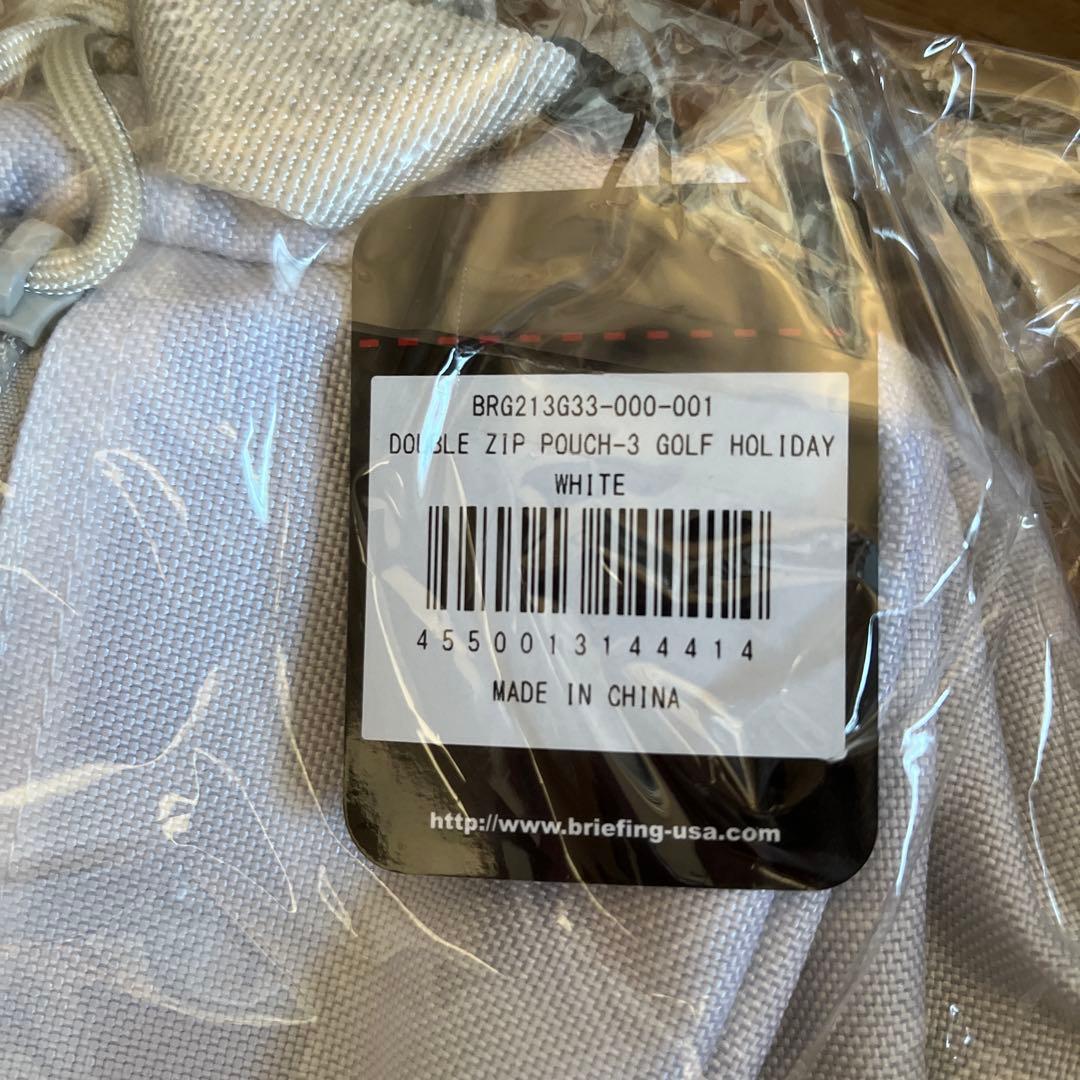 BRG213G33-000-001
DOUBLE ZIP POUCH-3 GOLF HOLIDAY
WHITE
4550013144414
MADE IN CHINA
http://www.briefing-usa.com